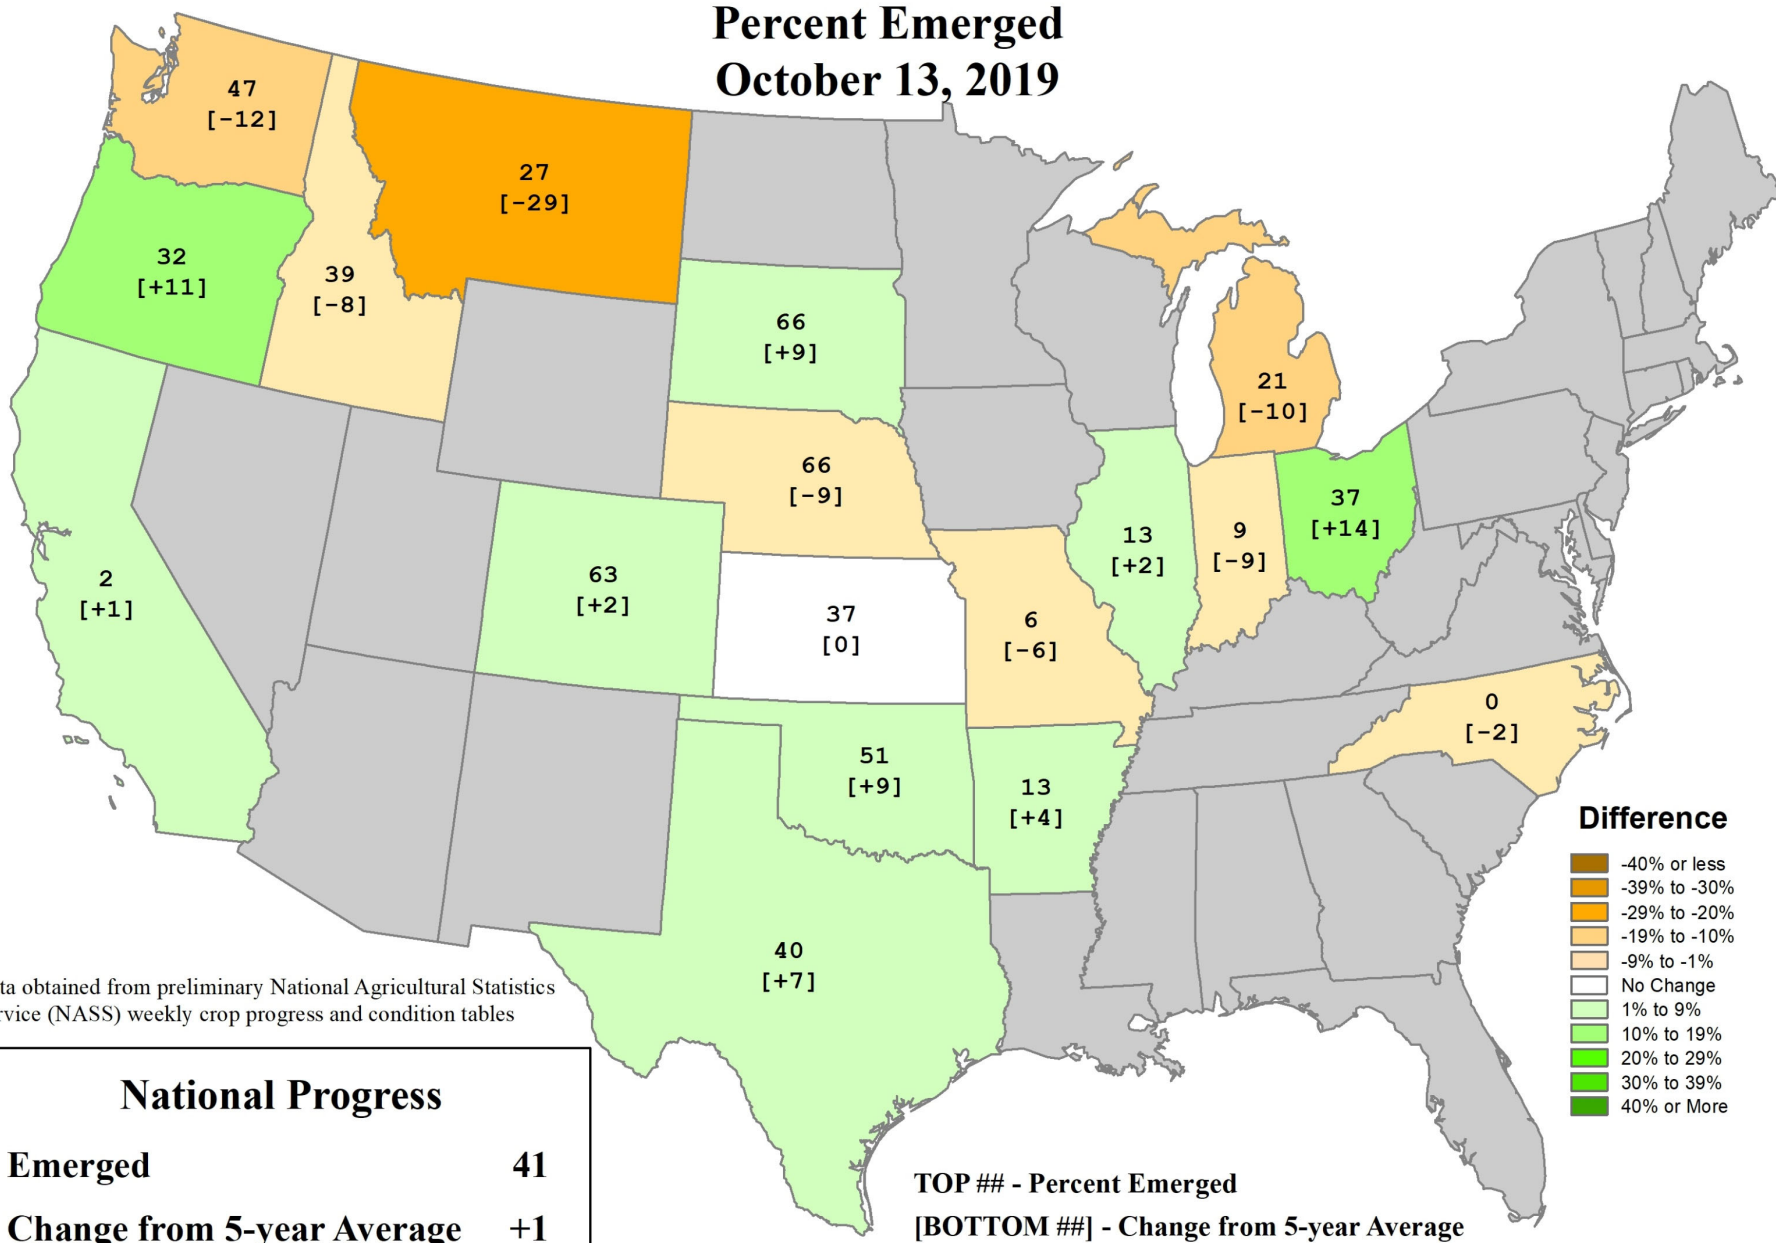 Percent Emerged
October 13, 2019
47
[-12]
27
[-29]
32
[+11]
39
[-8]
66
[+9]
21
[-10]
66
[-9]
37
[+14]
9
[-9]
13
[+2]
2
[+1]
63
[+2]
37
[0]
6
[-6]
0
[-2]
51
[+9]
13
[+4]
40
[+7]
Difference
-40% or less
-39% to -30%
-29% to -20%
-19% to -10%
-9% to -1%
No Change
1% to 9%
10% to 19%
20% to 29%
30% to 39%
40% or More
ta obtained from preliminary National Agricultural Statistics
rvice (NASS) weekly crop progress and condition tables
National Progress
Emerged 41
Change from 5-year Average +1
TOP ## - Percent Emerged
[BOTTOM ##] - Change from 5-year Average